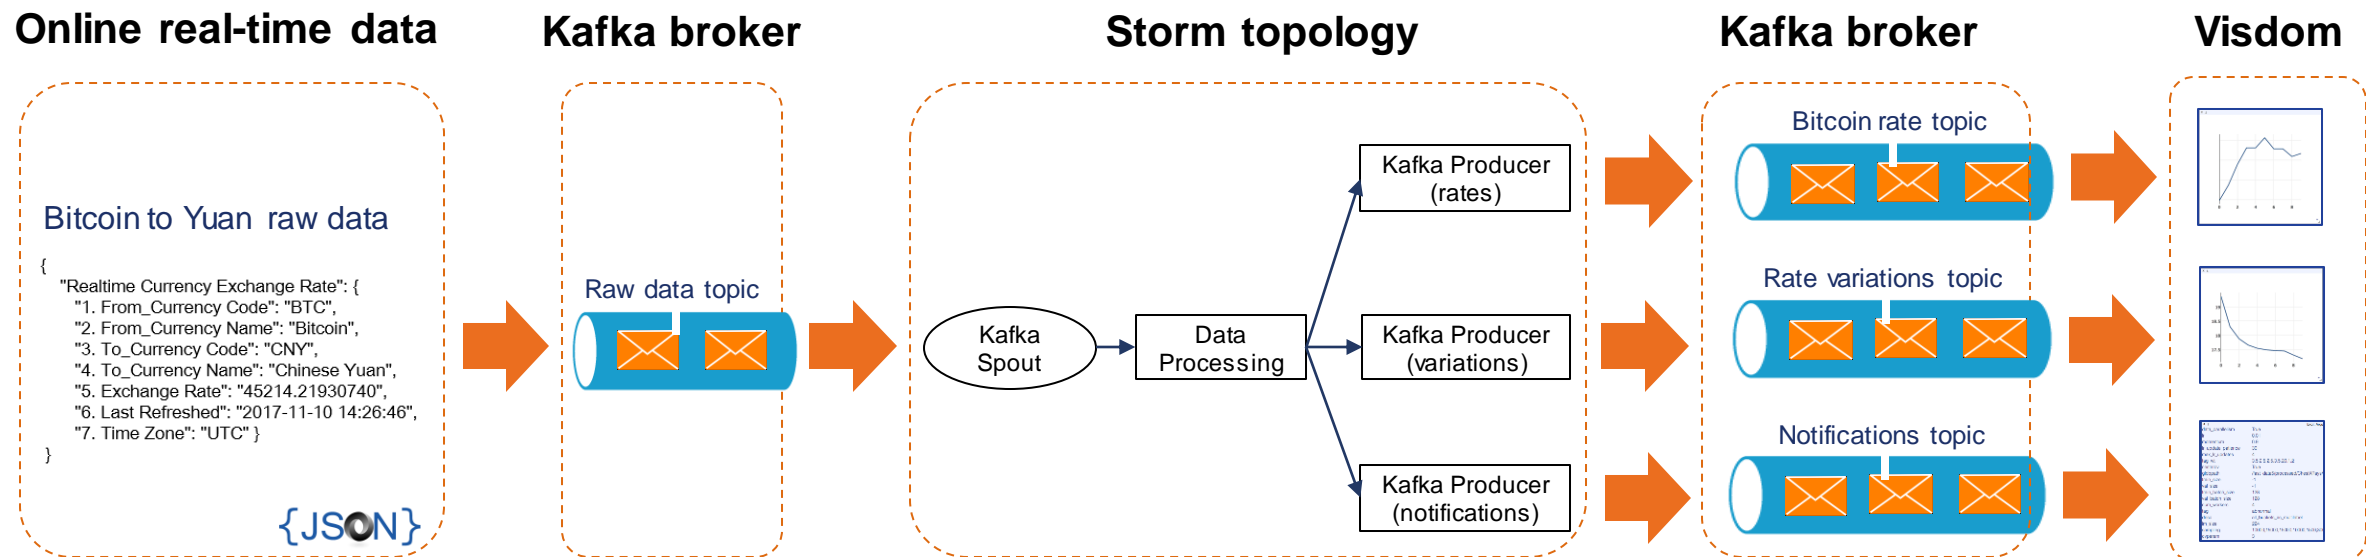 Online real-time data
Kafka broker
Storm topology
Kafka broker
Visdom
Bitcoin to Yuan raw data
{
"Realtime Currency Exchange Rate": {
"1. From_Currency Code": "BTC",
"2. From_Currency Name": "Bitcoin",
"3. To_Currency Code": "CNY",
"4. To_Currency Name": "Chinese Yuan",
"5. Exchange Rate": "45214.21930740",
"6. Last Refreshed": "2017-11-10 14:26:46",
"7. Time Zone": "UTC" }
}
{JSON}
Raw data topic
Kafka
Spout
Data
Processing
Kafka Producer
(rates)
Kafka Producer
(variations)
Kafka Producer
(notifications)
Bitcoin rate topic
Rate variations topic
Notifications topic